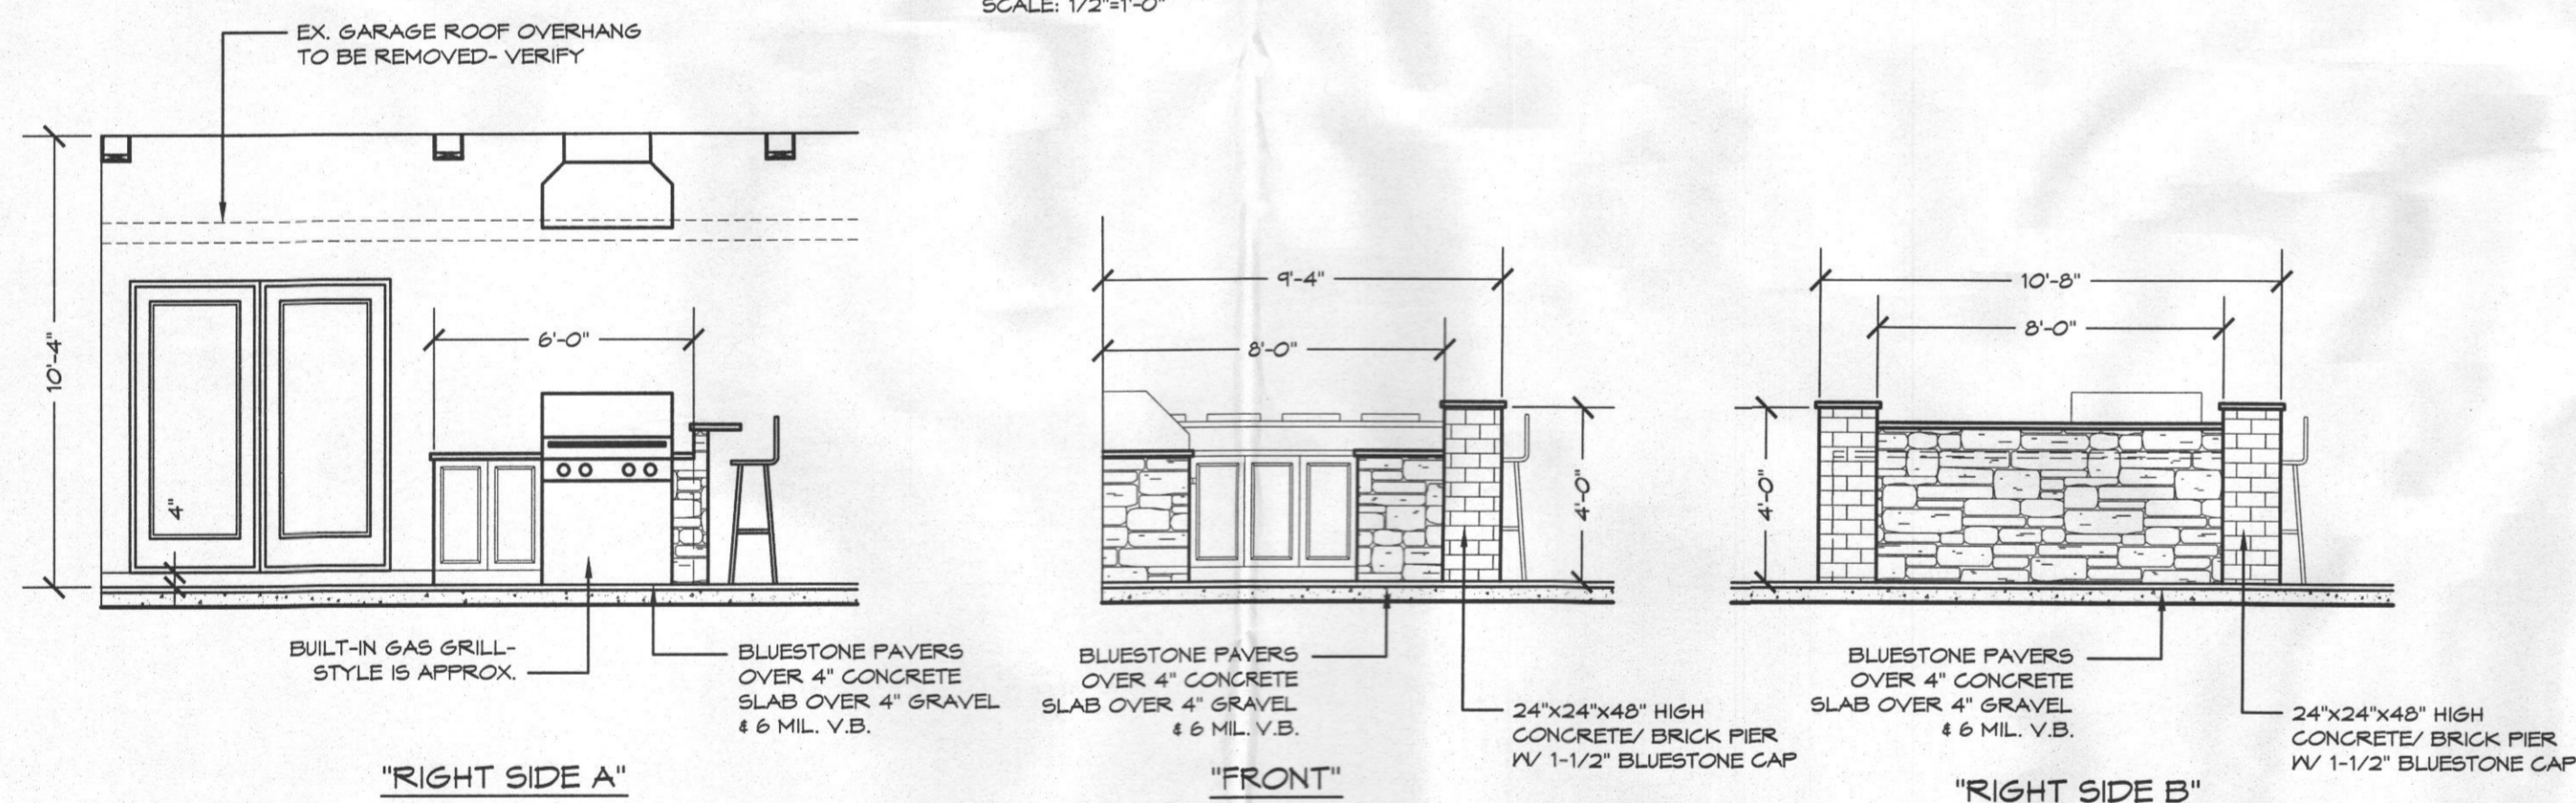 SCALE: 1/2"=1'-0"
EX. GARAGE ROOF OVERHANG
TO BE REMOVED- VERIFY
10'-4"
6'-0"
4"
BUILT-IN GAS GRILL-
STYLE IS APPROX.
BLUESTONE PAVERS
OVER 4" CONCRETE
SLAB OVER 4" GRAVEL
& 6 MIL. V.B.
"RIGHT SIDE A"
9'-4"
8'-0"
4'-0"
BLUESTONE PAVERS
OVER 4" CONCRETE
SLAB OVER 4" GRAVEL
& 6 MIL. V.B.
24"x24"x48" HIGH
CONCRETE/ BRICK PIER
W/ 1-1/2" BLUESTONE CAP
"FRONT"
10'-8"
8'-0"
4'-0"
BLUESTONE PAVERS
OVER 4" CONCRETE
SLAB OVER 4" GRAVEL
& 6 MIL. V.B.
24"x24"x48" HIGH
CONCRETE/ BRICK PIER
W/ 1-1/2" BLUESTONE CAP
"RIGHT SIDE B"